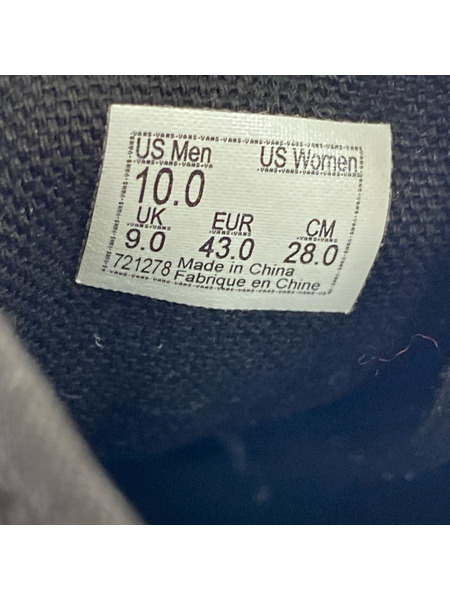 US Men US Women
10.0
UK EUR CM
9.0 43.0 28.0
721278 Made in China
Fabrique en Chine